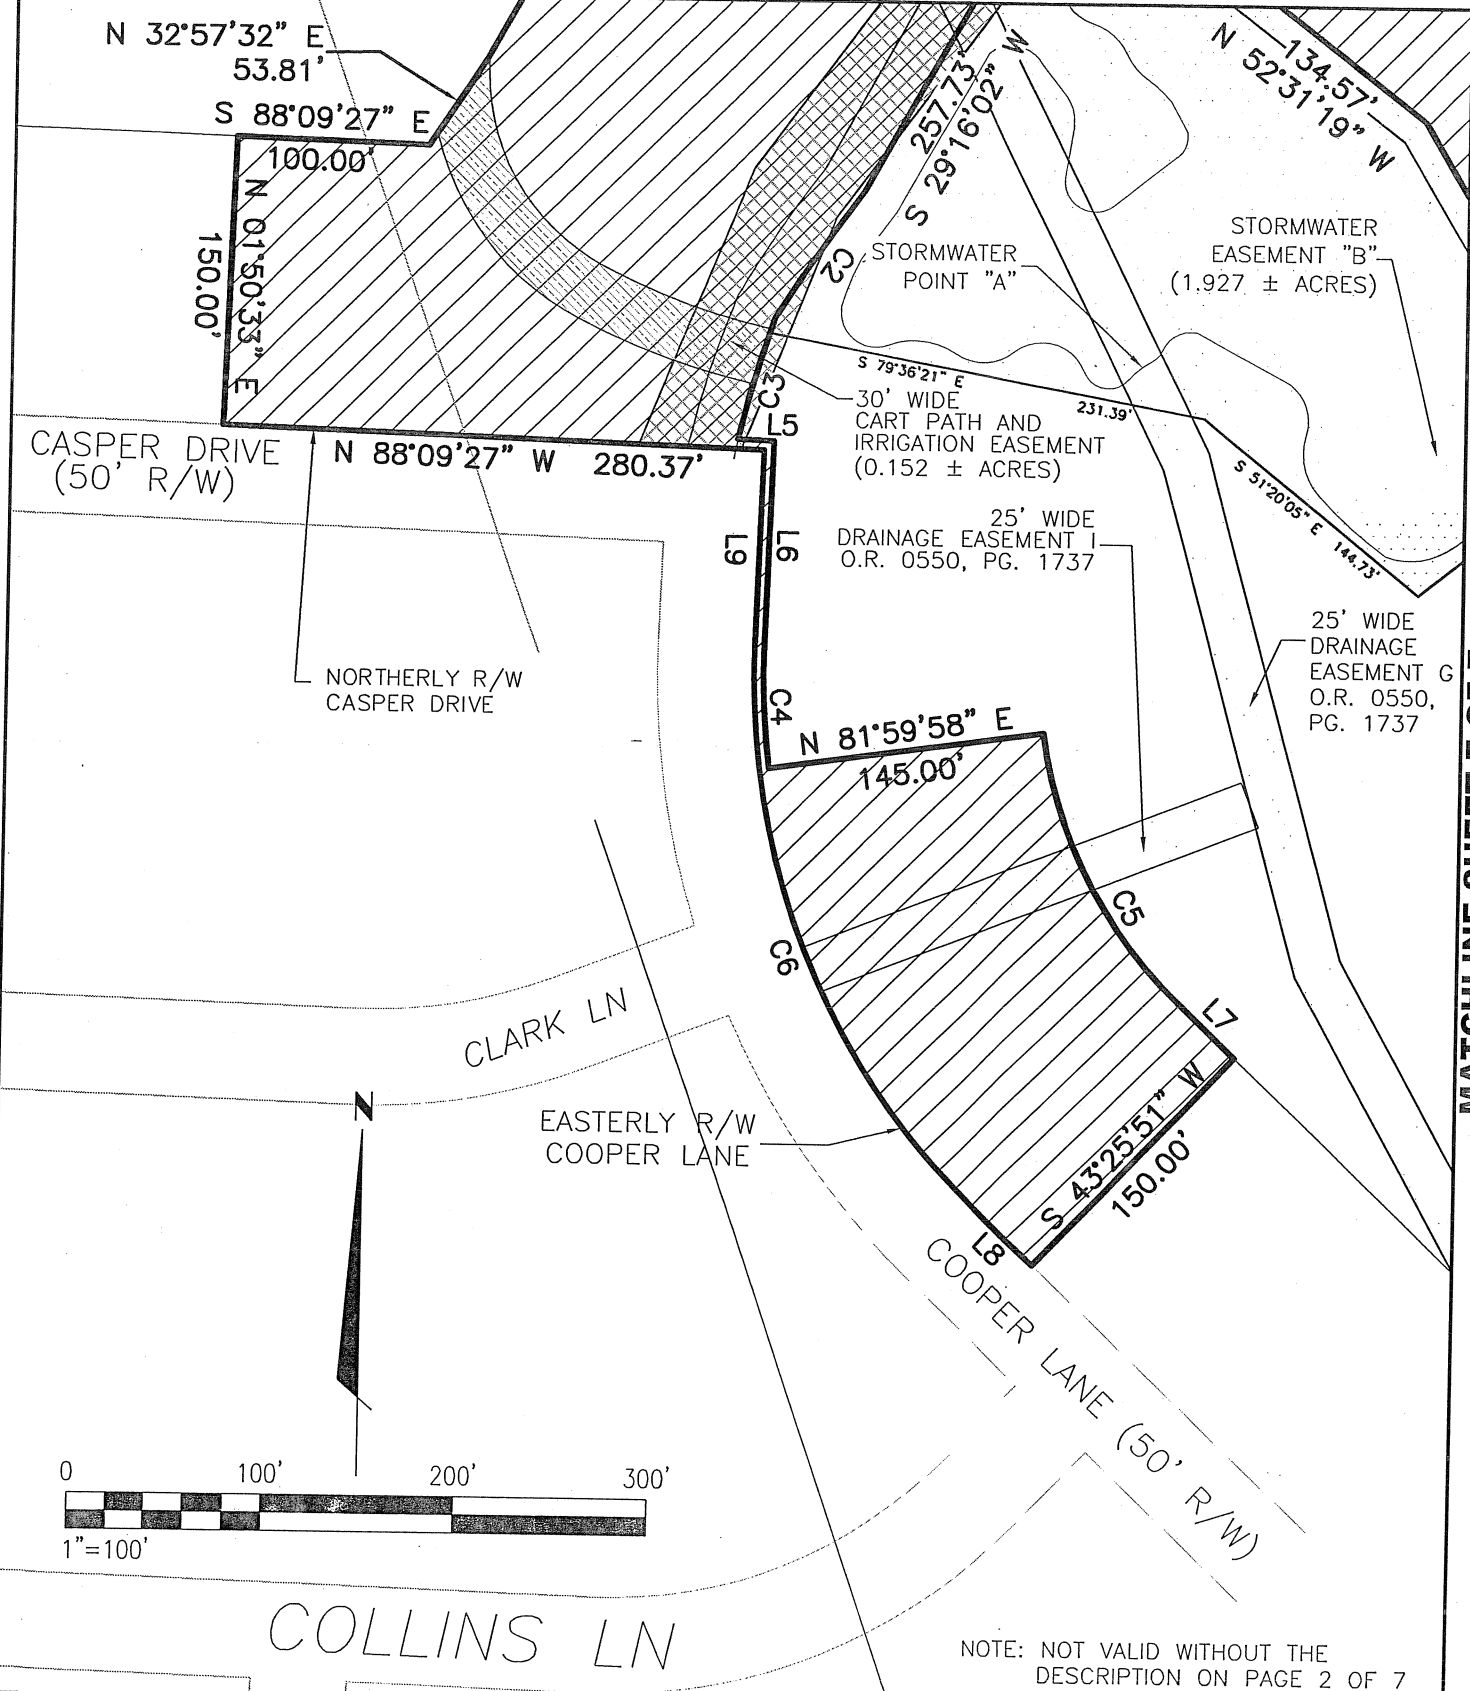 N 32°57'32" E
53.81'
S 88°09'27" E
100.00'
N 01°50'33" E
150.00'
257.73'
S 29°16'02" W
134.57'
N 52°31'19" W
STORMWATER
EASEMENT "B"
(1.927 ± ACRES)
STORMWATER
POINT "A"
C2
C3
L5
S 79°36'21" E
231.39'
30' WIDE
CART PATH AND
IRRIGATION EASEMENT
(0.152 ± ACRES)
S 51°20'05" E 144.73'
CASPER DRIVE
(50' R/W)
N 88°09'27" W 280.37'
25' WIDE
DRAINAGE EASEMENT I
O.R. 0550, PG. 1737
L9
L6
25' WIDE
DRAINAGE
EASEMENT G
O.R. 0550,
PG. 1737
NORTHERLY R/W
CASPER DRIVE
C4
N 81°59'58" E
145.00'
C5
C6
CLARK LN
L7
N
EASTERLY R/W
COOPER LANE
S 43°25'51" W
150.00'
L8
COOPER LANE (50' R/W)
0 100' 200' 300'
1"=100'
COLLINS LN
NOTE: NOT VALID WITHOUT THE
DESCRIPTION ON PAGE 2 OF 7